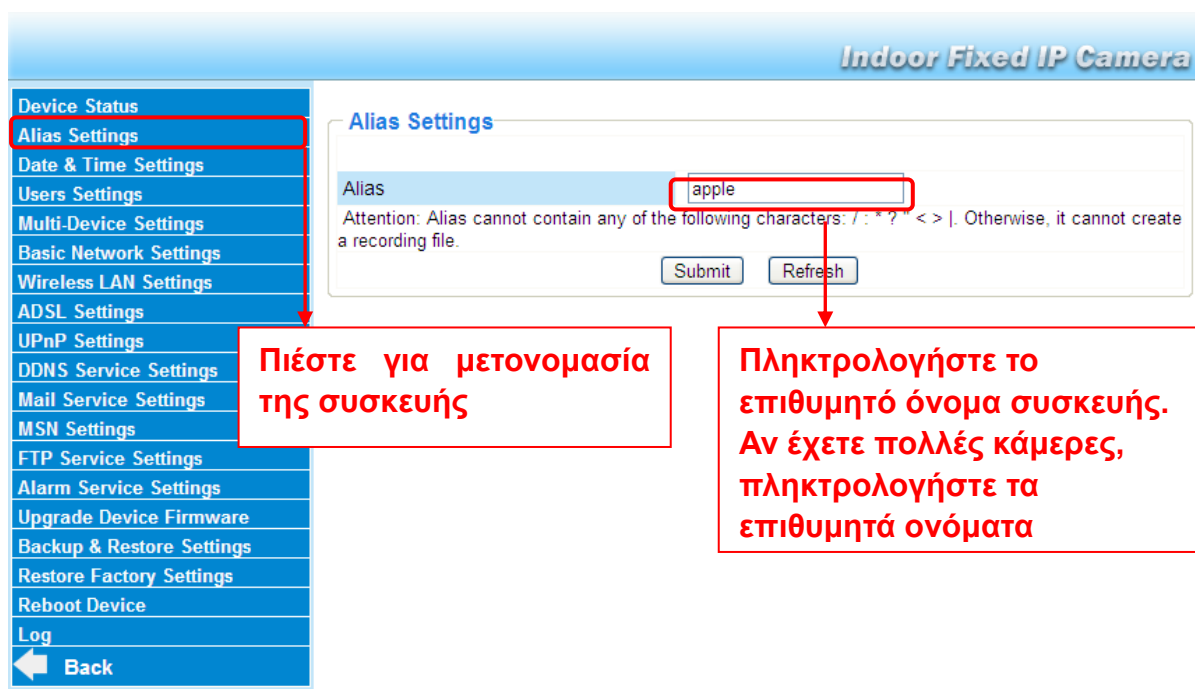 Indoor Fixed IP Camera
Device Status
Alias Settings
Date & Time Settings
Users Settings
Multi-Device Settings
Basic Network Settings
Wireless LAN Settings
ADSL Settings
UPnP Settings
DDNS Service Settings
Mail Service Settings
MSN Settings
FTP Service Settings
Alarm Service Settings
Upgrade Device Firmware
Backup & Restore Settings
Restore Factory Settings
Reboot Device
Log
Back
Alias Settings
Alias
apple
Attention: Alias cannot contain any of the following characters: / : * ? " < > |. Otherwise, it cannot create
a recording file.
Submit Refresh
Πιέστε για μετονομασία
της συσκευής
Πληκτρολογήστε το
επιθυμητό όνομα συσκευής.
Αν έχετε πολλές κάμερες,
πληκτρολογήστε τα
επιθυμητά ονόματα